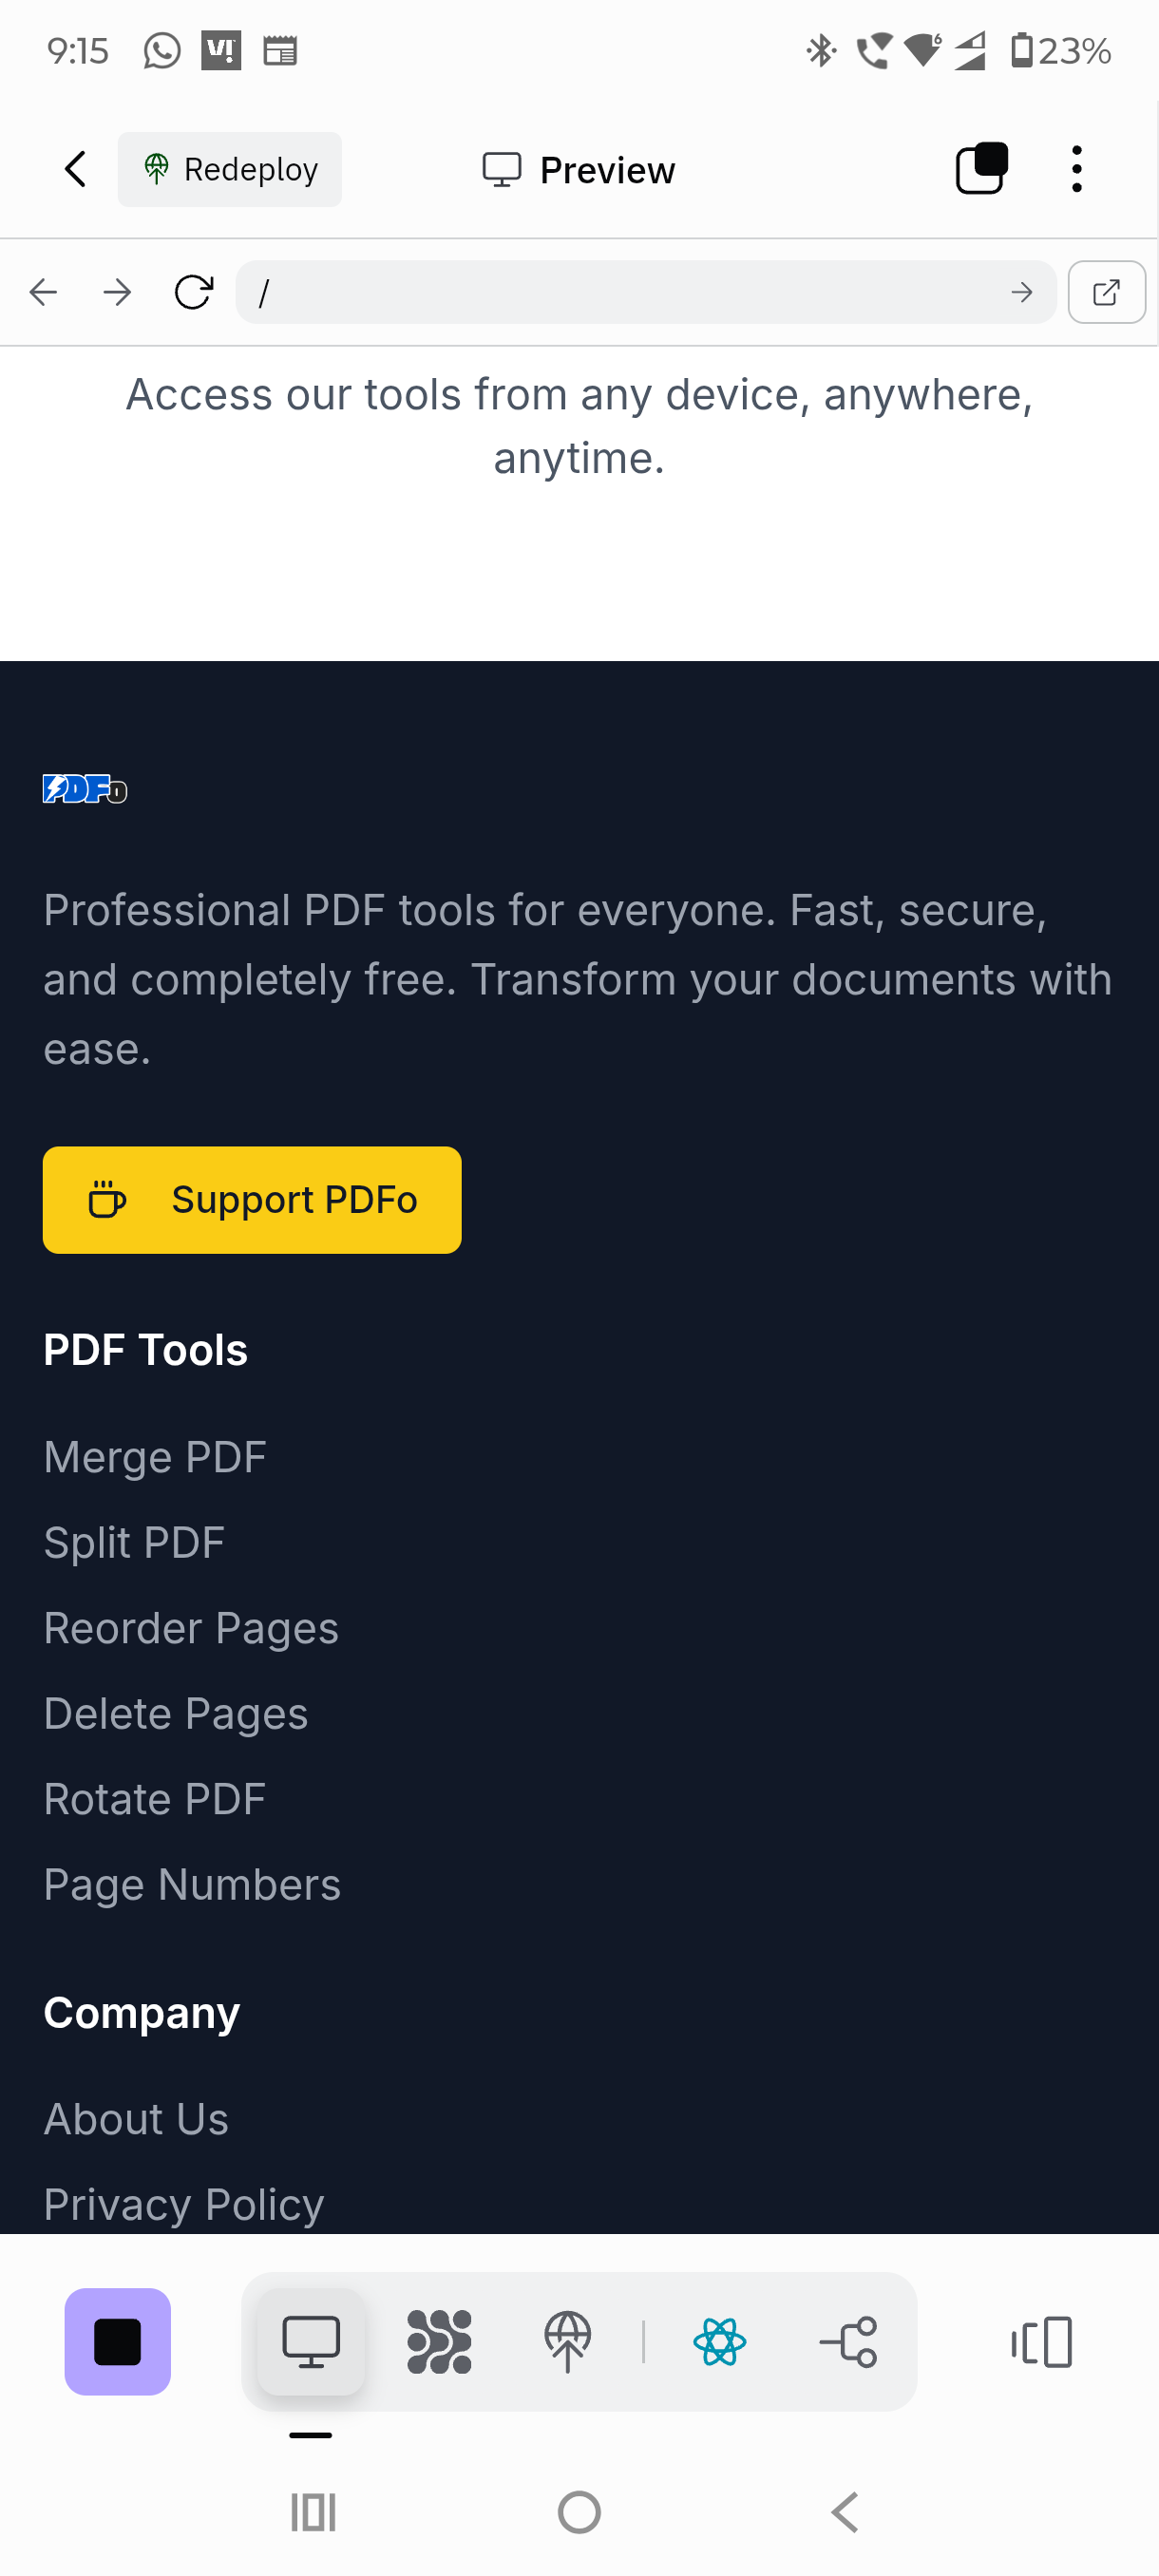 9:15
VI!
6
23%
Redeploy
Preview
/
Access our tools from any device, anywhere,
anytime.
PDFo
Professional PDF tools for everyone. Fast, secure,
and completely free. Transform your documents with
ease.
Support PDFo
PDF Tools
Merge PDF
Split PDF
Reorder Pages
Delete Pages
Rotate PDF
Page Numbers
Company
About Us
Privacy Policy